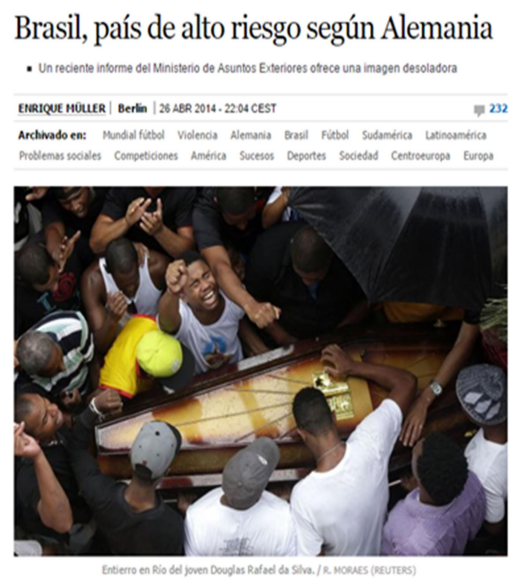 Brasil, país de alto riesgo según Alemania
Un reciente informe del Ministerio de Asuntos Exteriores ofrece una imagen desoladora
ENRIQUE MÜLLER | Berlín | 26 ABR 2014 - 22:04 CEST 232
Archivado en: Mundial fútbol Violencia Alemania Brasil Fútbol Sudamérica Latinoamérica
Problemas sociales Competiciones América Sucesos Deportes Sociedad Centroeuropa Europa
Entierro en Río del joven Douglas Rafael da Silva. / R. MORAES (REUTERS)